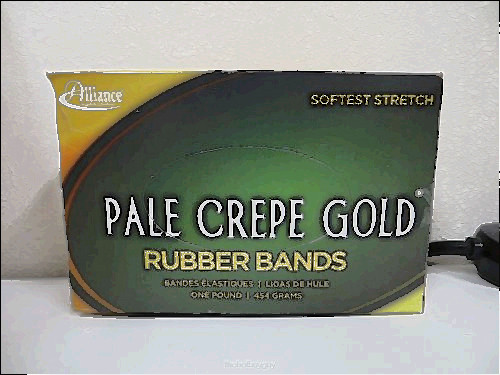 Alliance
SOFTEST STRETCH
PALE CREPE GOLD®
RUBBER BANDS
BANDES ÉLASTIQUES | LIGAS DE HULE
ONE POUND | 454 GRAMS